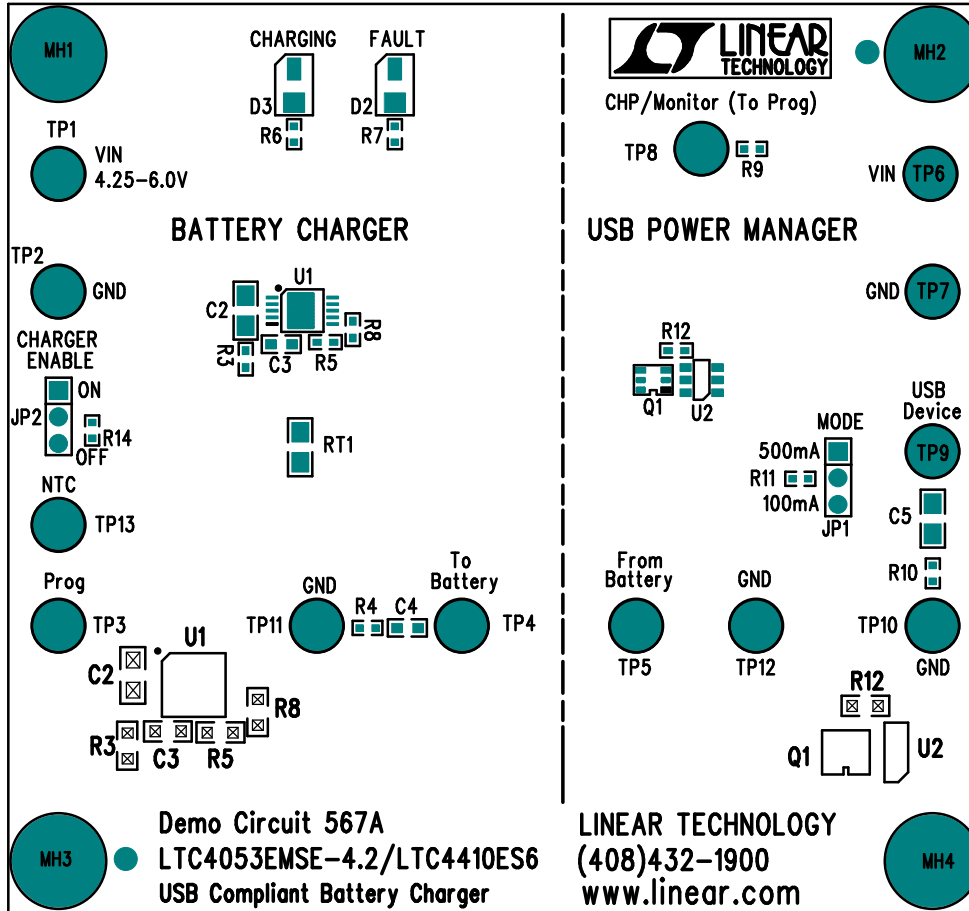 MH1
CHARGING
FAULT
LINEAR
TECHNOLOGY
MH2
D3
D2
CHP/Monitor (To Prog)
R6
R7
TP1
VIN
4.25-6.0V
TP8
R9
VIN
TP6
BATTERY CHARGER
USB POWER MANAGER
TP2
GND
U1
C2
GND
TP7
R8
R3
C3
R5
CHARGER
ENABLE
ON
JP2
R14
OFF
R12
Q1
U2
USB
Device
TP9
MODE
500mA
R11
100mA
JP1
RT1
C5
NTC
TP13
R10
Prog
TP3
GND
TP11
R4
C4
To
Battery
TP4
From
Battery
TP5
GND
TP12
TP10
GND
U1
C2
R8
R3
C3
R5
R12
Q1
U2
Demo Circuit 567A
LTC4053EMSE-4.2/LTC4410ES6
USB Compliant Battery Charger
MH3
LINEAR TECHNOLOGY
(408)432-1900
www.linear.com
MH4